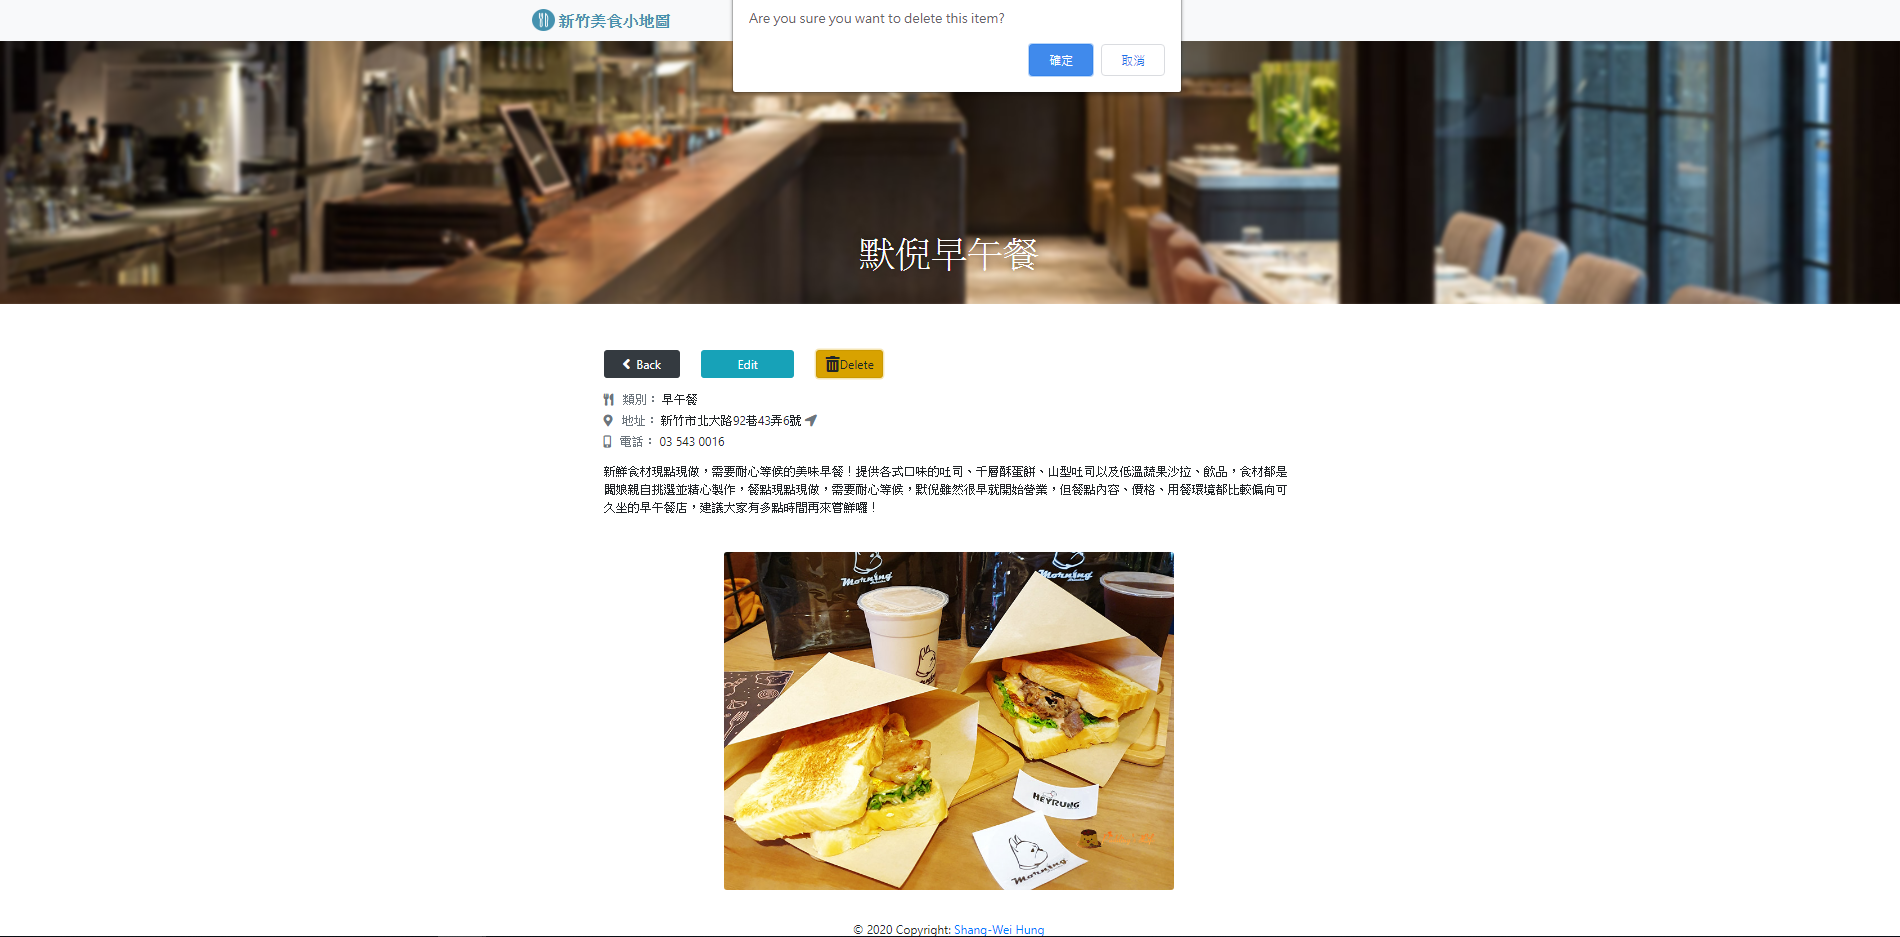 新竹美食小地圖
Are you sure you want to delete this item?
確定
取消
默倪早午餐
Back
Edit
Delete
類別： 早午餐
地址： 新竹市北大路92巷43弄6號
電話： 03 543 0016
新鮮食材現點現做，需要耐心等候的美味早餐！提供各式口味的吐司、千層酥蛋餅、山型吐司以及低溫蔬果沙拉、飲品，食材都是
闆娘親自挑選並精心製作，餐點現點現做，需要耐心等候，默倪雖然很早就開始營業，但餐點內容、價格、用餐環境都比較偏向可
久坐的早午餐店，建議大家有多點時間再來嘗鮮囉！
Morning
Morning
HEYRUNG
Morning
© 2020 Copyright: Shang-Wei Hung